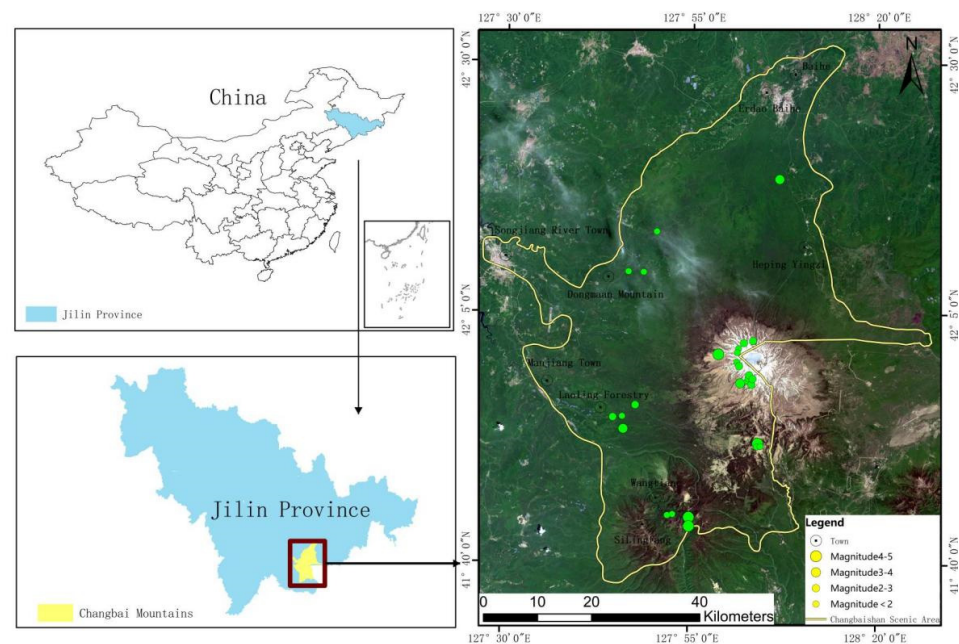 China
Jilin Province
Jilin Province
Changbai Mountains
127° 30′ 0″E
127° 55′ 0″E
128° 20′ 0″E
42° 30′ 0″N
42° 30′ 0″N
N
Baihe
Erdao Baihe
Songjiang River Town
Heping Yingzi
Dongmaan Mountain
42° 5′ 0″N
42° 5′ 0″N
Manjiang Town
Lanling Forestry
Wangtian
Legend
Town
Magnitude4-5
Magnitude3-4
Magnitude2-3
Magnitude<2
Changbaishan Scenic Area
41° 40′ 0″N
41° 40′ 0″N
0 10 20 40
Kilometers
127° 30′ 0″E
127° 55′ 0″E
128° 20′ 0″E